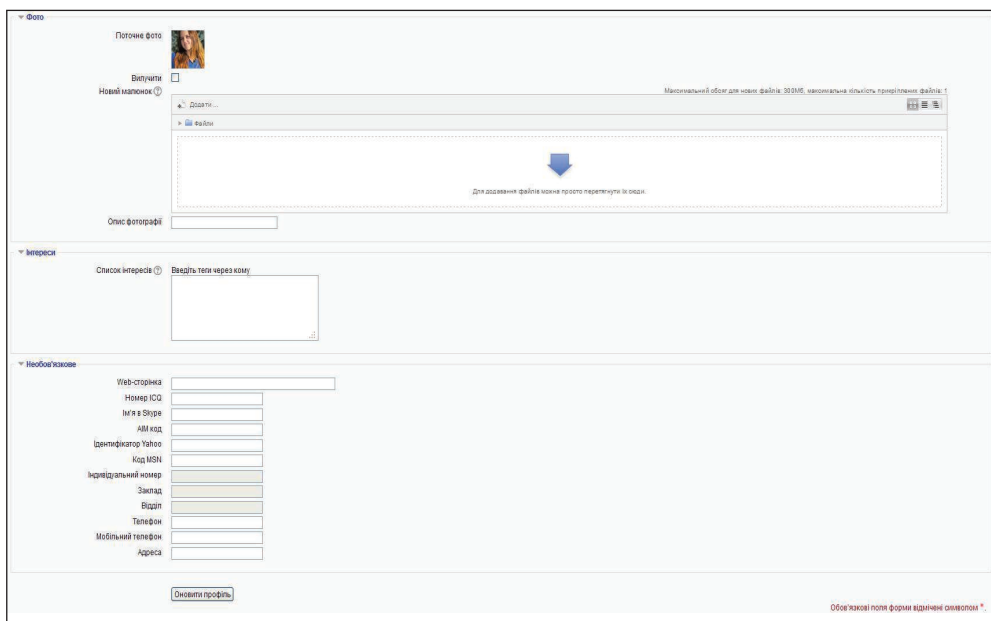 Фото
Поточне фото
Вилучити
Новий малюнок
Максимальний обсяг для нових файлів: 300Мб, максимальна кількість прикріплених файлів: 1
Додати...
Файли
Для додавання файлів можна просто перетягнути їх сюди.
Опис фотографії
Інтереси
Список інтересів Введіть теги через кому
Необов'язкове
Web-сторінка
Номер ICQ
Ім'я в Skype
AIM код
Ідентифікатор Yahoo
Код MSN
Індивідуальний номер
Заклад
Відділ
Телефон
Мобільний телефон
Адреса
Оновити профіль
Обов'язкові поля форми відмічені символом *.